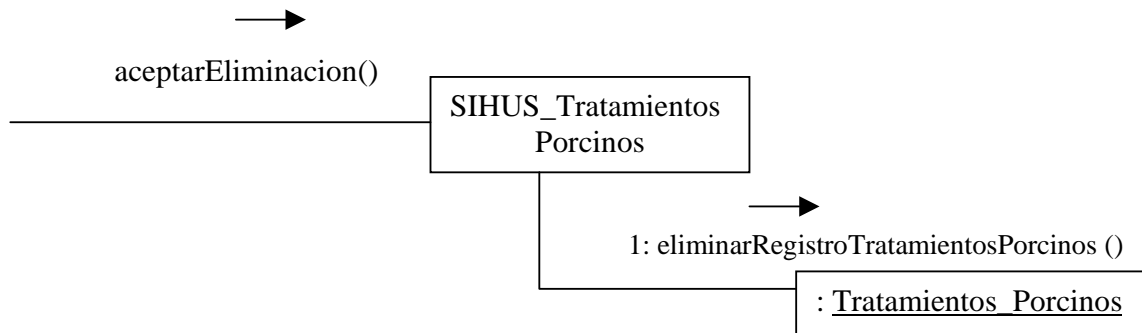 aceptarEliminacion()
SIHUS_Tratamientos
Porcinos
1: eliminarRegistroTratamientosPorcinos ()
: Tratamientos_Porcinos